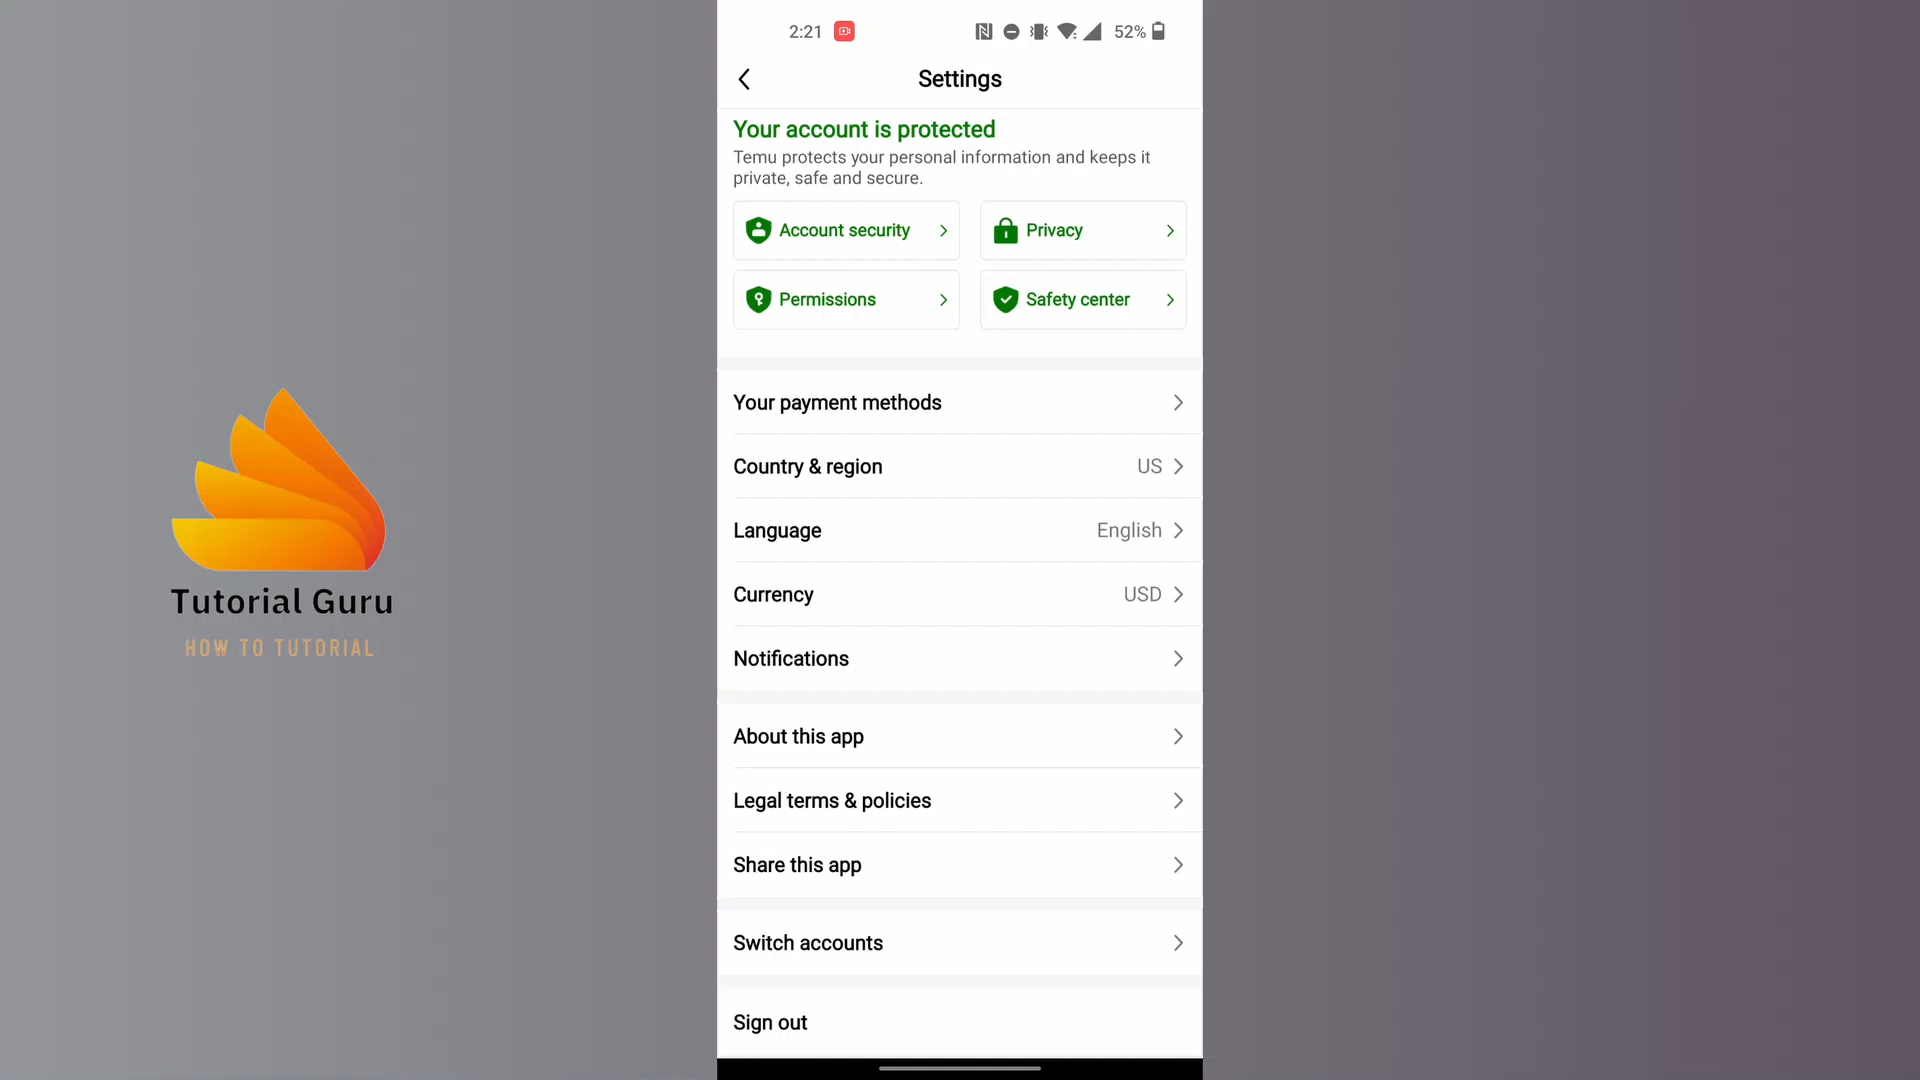 2:21
52%
Settings
Your account is protected
Temu protects your personal information and keeps it
private, safe and secure.
Account security
Privacy
Permissions
Safety center
Your payment methods
Country & region US
Language English
Currency USD
Notifications
About this app
Legal terms & policies
Share this app
Switch accounts
Sign out
Tutorial Guru
HOW TO TUTORIAL